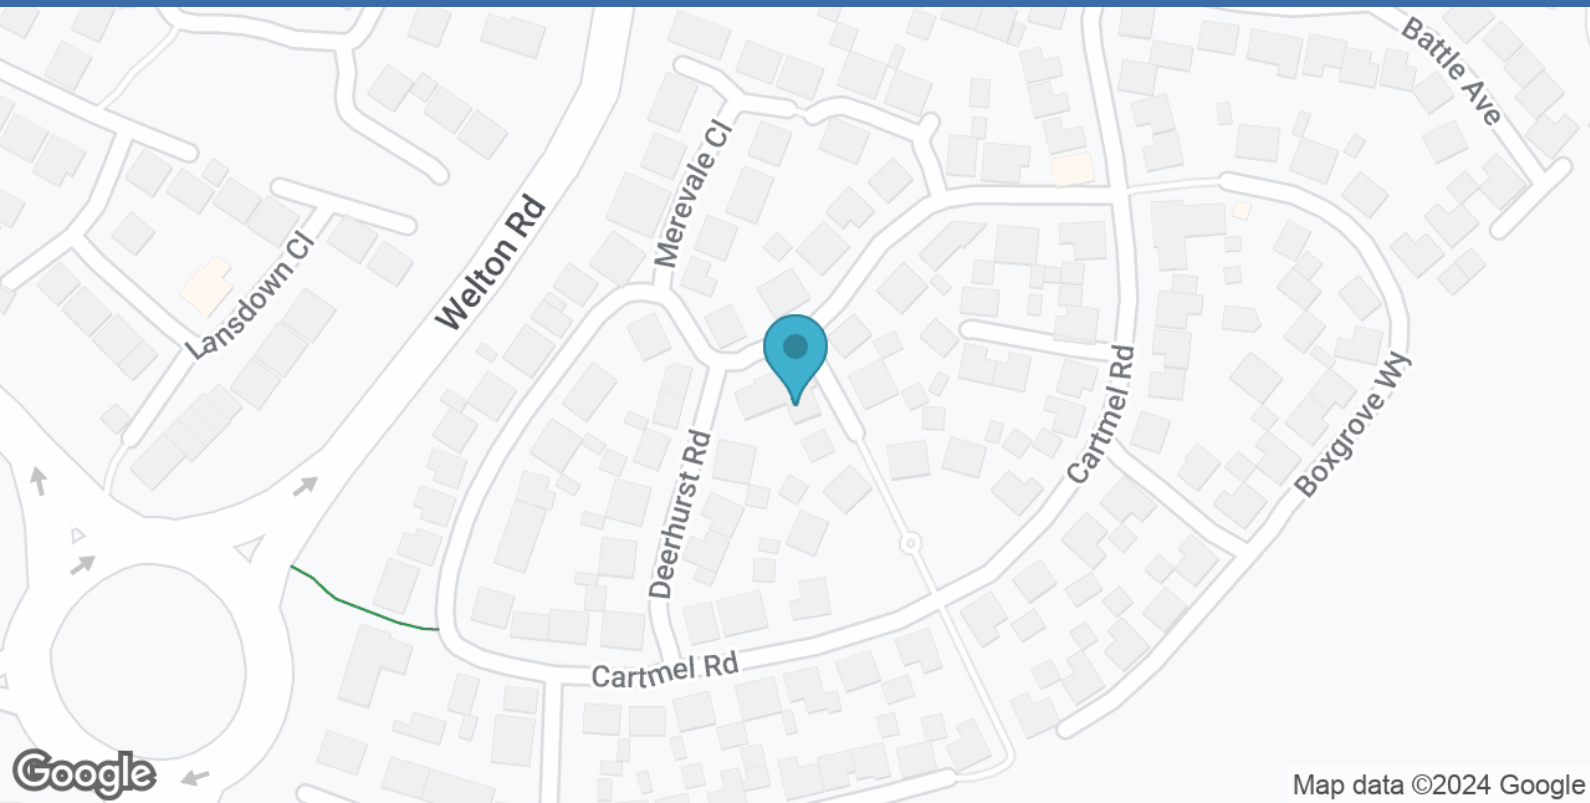 Battle Ave
Merevale Cl
Welton Rd
Lansdown Cl
Cartmel Rd
Boxgrove Wy
Deerhurst Rd
Cartmel Rd
Google
Map data ©2024 Google